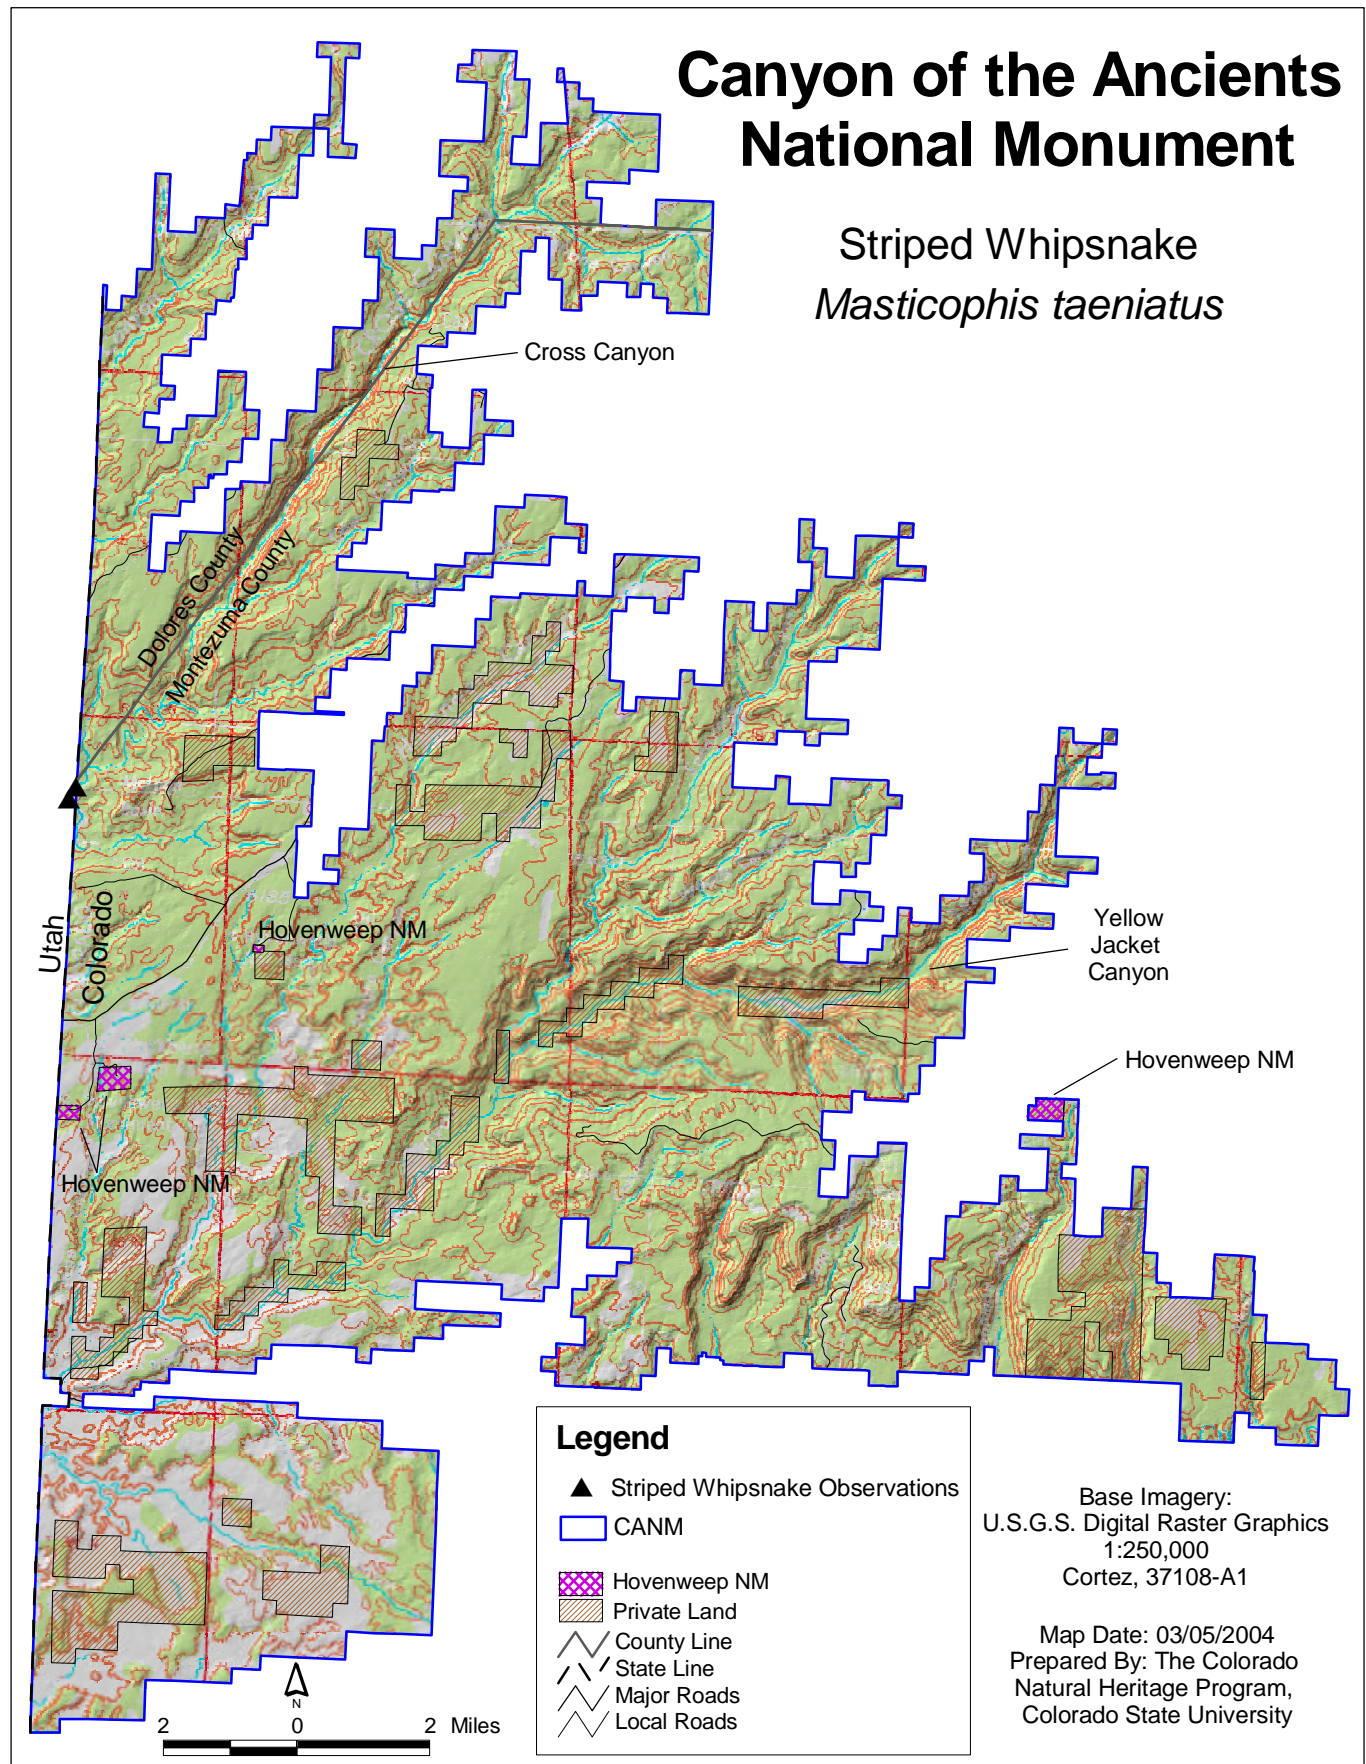 Canyon of the Ancients
National Monument
Striped Whipsnake
Masticophis taeniatus
Cross Canyon
Dolores County
Montezuma County
Utah
Colorado
Hovenweep NM
Yellow
Jacket
Canyon
Hovenweep NM
Hovenweep NM
Legend
Striped Whipsnake Observations
CANM
Hovenweep NM
Private Land
County Line
State Line
Major Roads
Local Roads
Base Imagery:
U.S.G.S. Digital Raster Graphics
1:250,000
Cortez, 37108-A1
Map Date: 03/05/2004
Prepared By: The Colorado
Natural Heritage Program,
Colorado State University
N
2 0 2 Miles